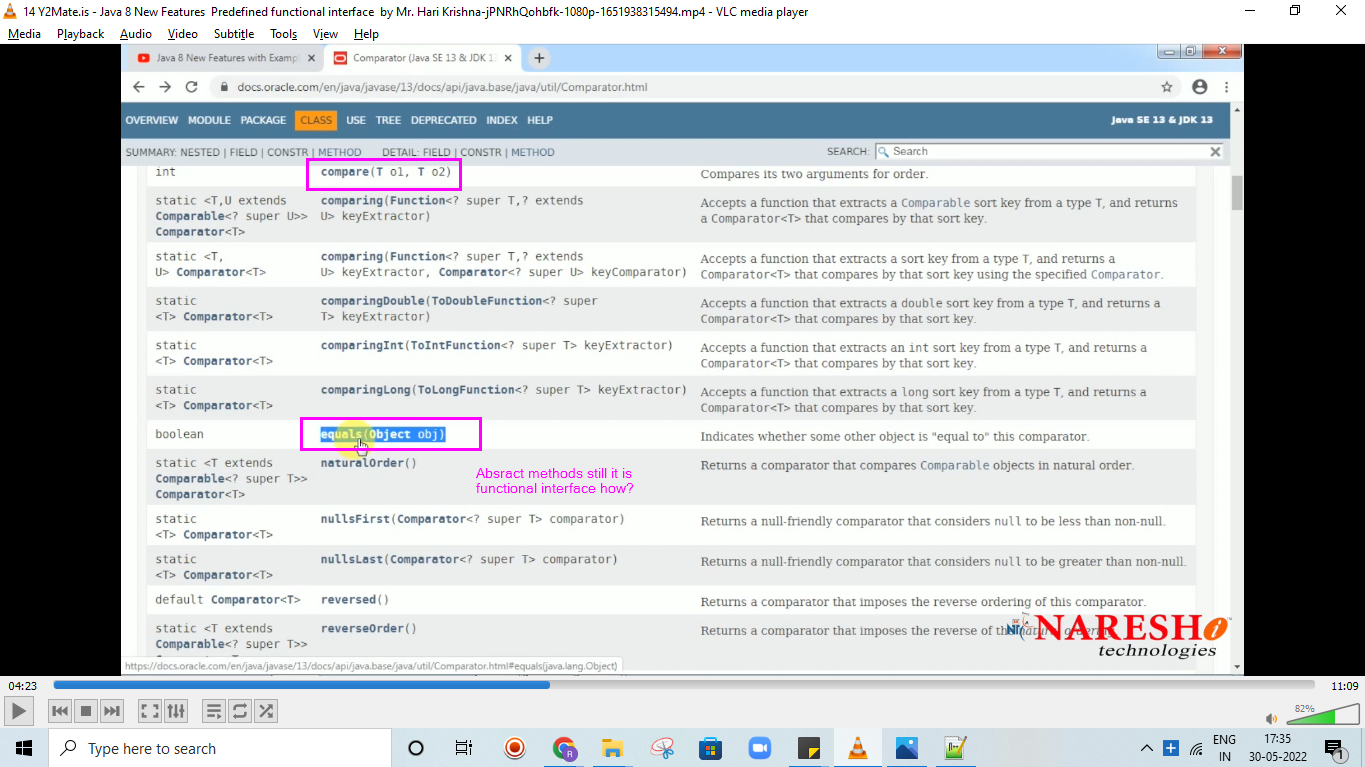 14 Y2Mate.is - Java 8 New Features  Predefined functional interface  by Mr. Hari Krishna-jPNRhQohbfk-1080p-1651938315494.mp4 - VLC media player
Media Playback Audio Video Subtitle Tools View Help
Java 8 New Features with Exampl
Comparator (Java SE 13 & JDK 13
docs.oracle.com/en/java/javase/13/docs/api/java.base/java/util/Comparator.html
OVERVIEW MODULE PACKAGE CLASS USE TREE DEPRECATED INDEX HELP
Java SE 13 & JDK 13
SUMMARY: NESTED | FIELD | CONSTR | METHOD DETAIL: FIELD | CONSTR | METHOD
SEARCH: Search
int compare(T o1, T o2) Compares its two arguments for order.
static <T,U extends comparing(Function<? super T,? extends Accepts a function that extracts a Comparable sort key from a type T, and returns
Comparable<? super U>> U> keyExtractor) a Comparator<T> that compares by that sort key.
Comparator<T>
static <T, comparing(Function<? super T,? extends Accepts a function that extracts a sort key from a type T, and returns a
U> Comparator<T> U> keyExtractor, Comparator<? super U> keyComparator) Comparator<T> that compares by that sort key using the specified Comparator.
static comparingDouble(ToDoubleFunction<? super Accepts a function that extracts a double sort key from a type T, and returns a
<T> Comparator<T> T> keyExtractor) Comparator<T> that compares by that sort key.
static comparingInt(ToIntFunction<? super T> keyExtractor) Accepts a function that extracts an int sort key from a type T, and returns a
<T> Comparator<T> Comparator<T> that compares by that sort key.
static comparingLong(ToLongFunction<? super T> keyExtractor) Accepts a function that extracts a long sort key from a type T, and returns a
<T> Comparator<T> Comparator<T> that compares by that sort key.
boolean equals(Object obj) Indicates whether some other object is "equal to" this comparator.
static <T extends naturalOrder() Returns a comparator that compares Comparable objects in natural order.
Comparable<? super T>>
Comparator<T>
Absract methods still it is
functional interface how?
static nullsFirst(Comparator<? super T> comparator) Returns a null-friendly comparator that considers null to be less than non-null.
<T> Comparator<T>
static nullsLast(Comparator<? super T> comparator) Returns a null-friendly comparator that considers null to be greater than non-null.
<T> Comparator<T>
default Comparator<T> reversed() Returns a comparator that imposes the reverse ordering of this comparator.
static <T extends reverseOrder() Returns a comparator that imposes the reverse of the natural ordering.
Comparable<? super T>>
NARESH i
technologies
https://docs.oracle.com/en/java/javase/13/docs/api/java.base/java/util/Comparator.html#equals(java.lang.Object)
04:23 11:09
82%
Type here to search
ENG
IN
17:35
30-05-2022
1